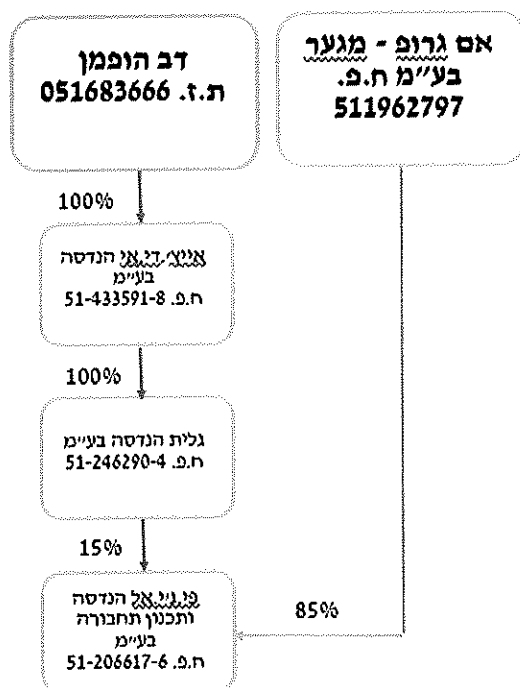 דב הופמן
ת.ז. 051683666
אם גרופ - מגער
בע"מ ח.פ.
511962797
100%
אייצ'.די.אי הנדסה
בע"מ
ח.פ. 51-433591-8
100%
גלית הנדסה בע"מ
ח.פ. 51-246290-4
15%
פי.ג'י.אל הנדסה
ותכנון תחבורה
בע"מ
ח.פ. 51-206617-6
85%